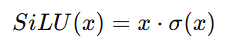 SiLU(x) = x · σ(x)